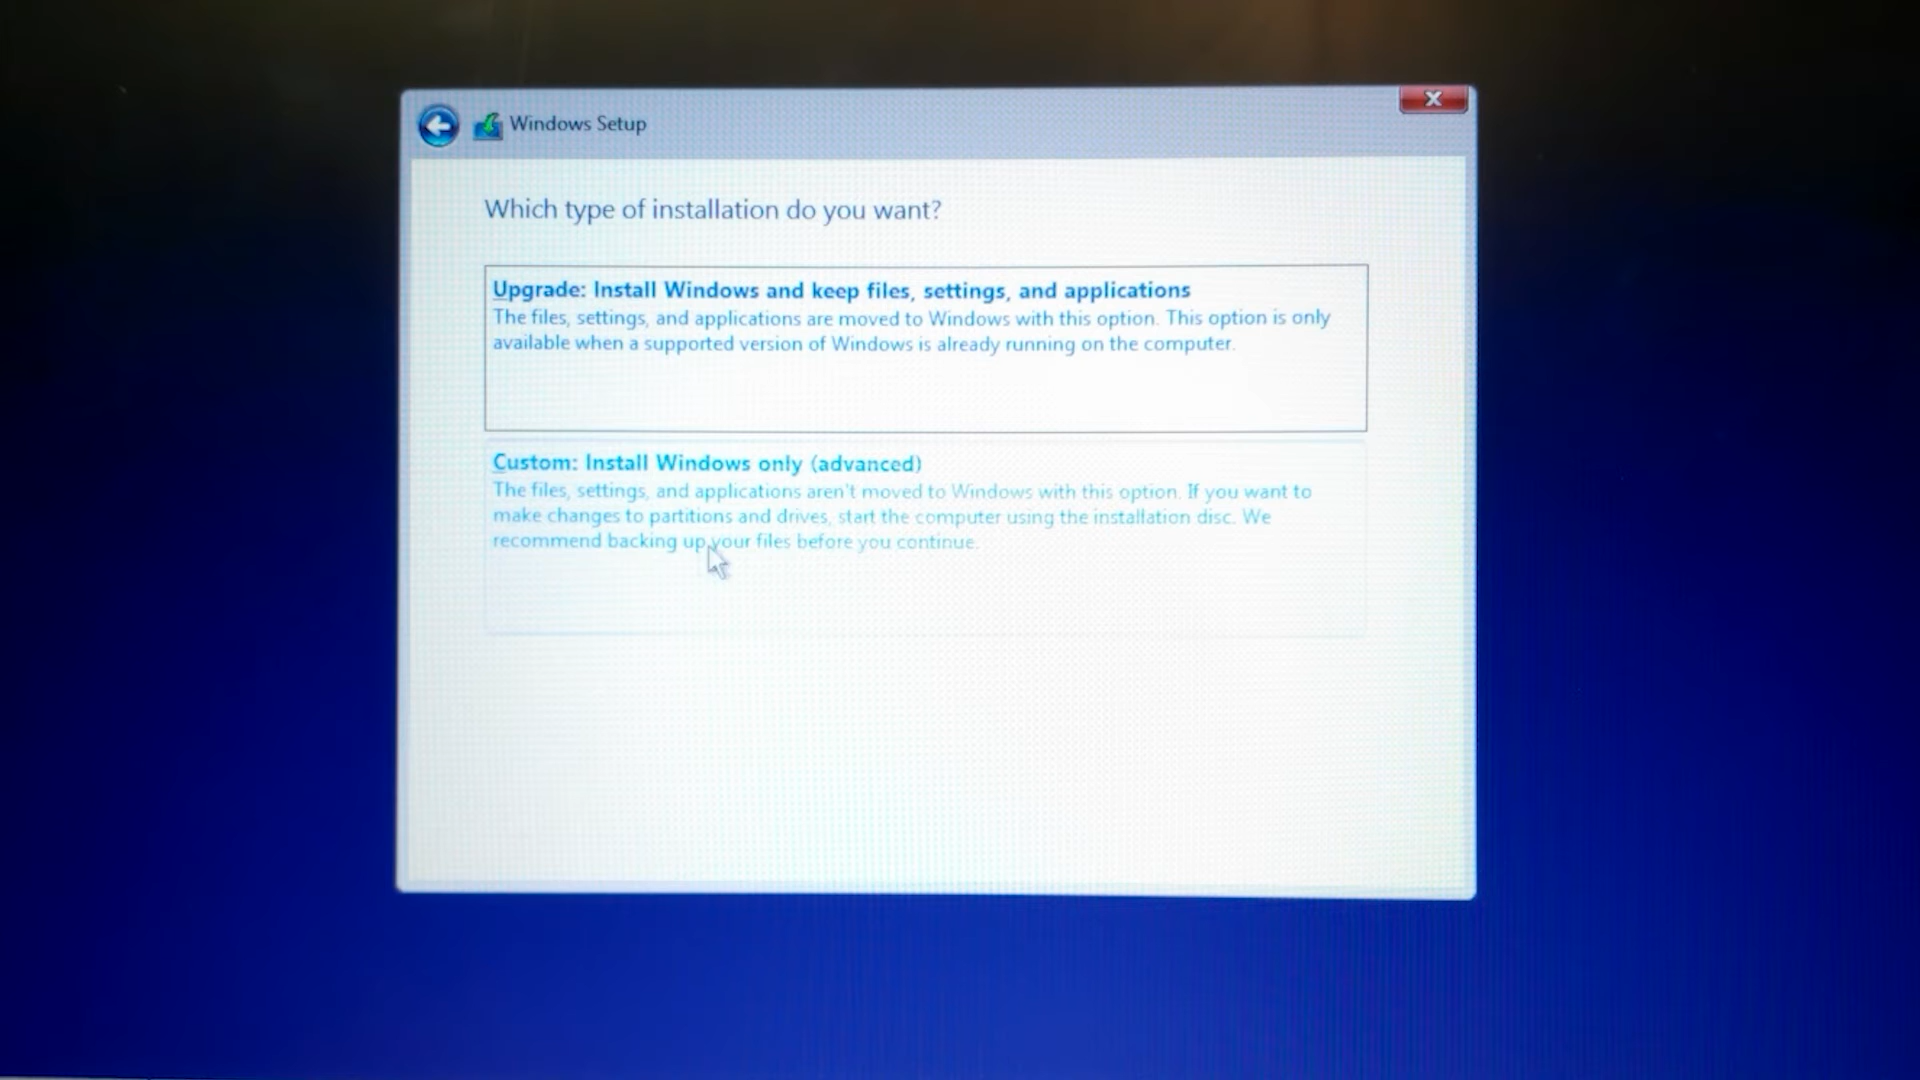 Windows Setup
Which type of installation do you want?
Upgrade: Install Windows and keep files, settings, and applications
The files, settings, and applications are moved to Windows with this option. This option is only
available when a supported version of Windows is already running on the computer.
Custom: Install Windows only (advanced)
The files, settings, and applications aren't moved to Windows with this option. If you want to
make changes to partitions and drives, start the computer using the installation disc. We
recommend backing up your files before you continue.